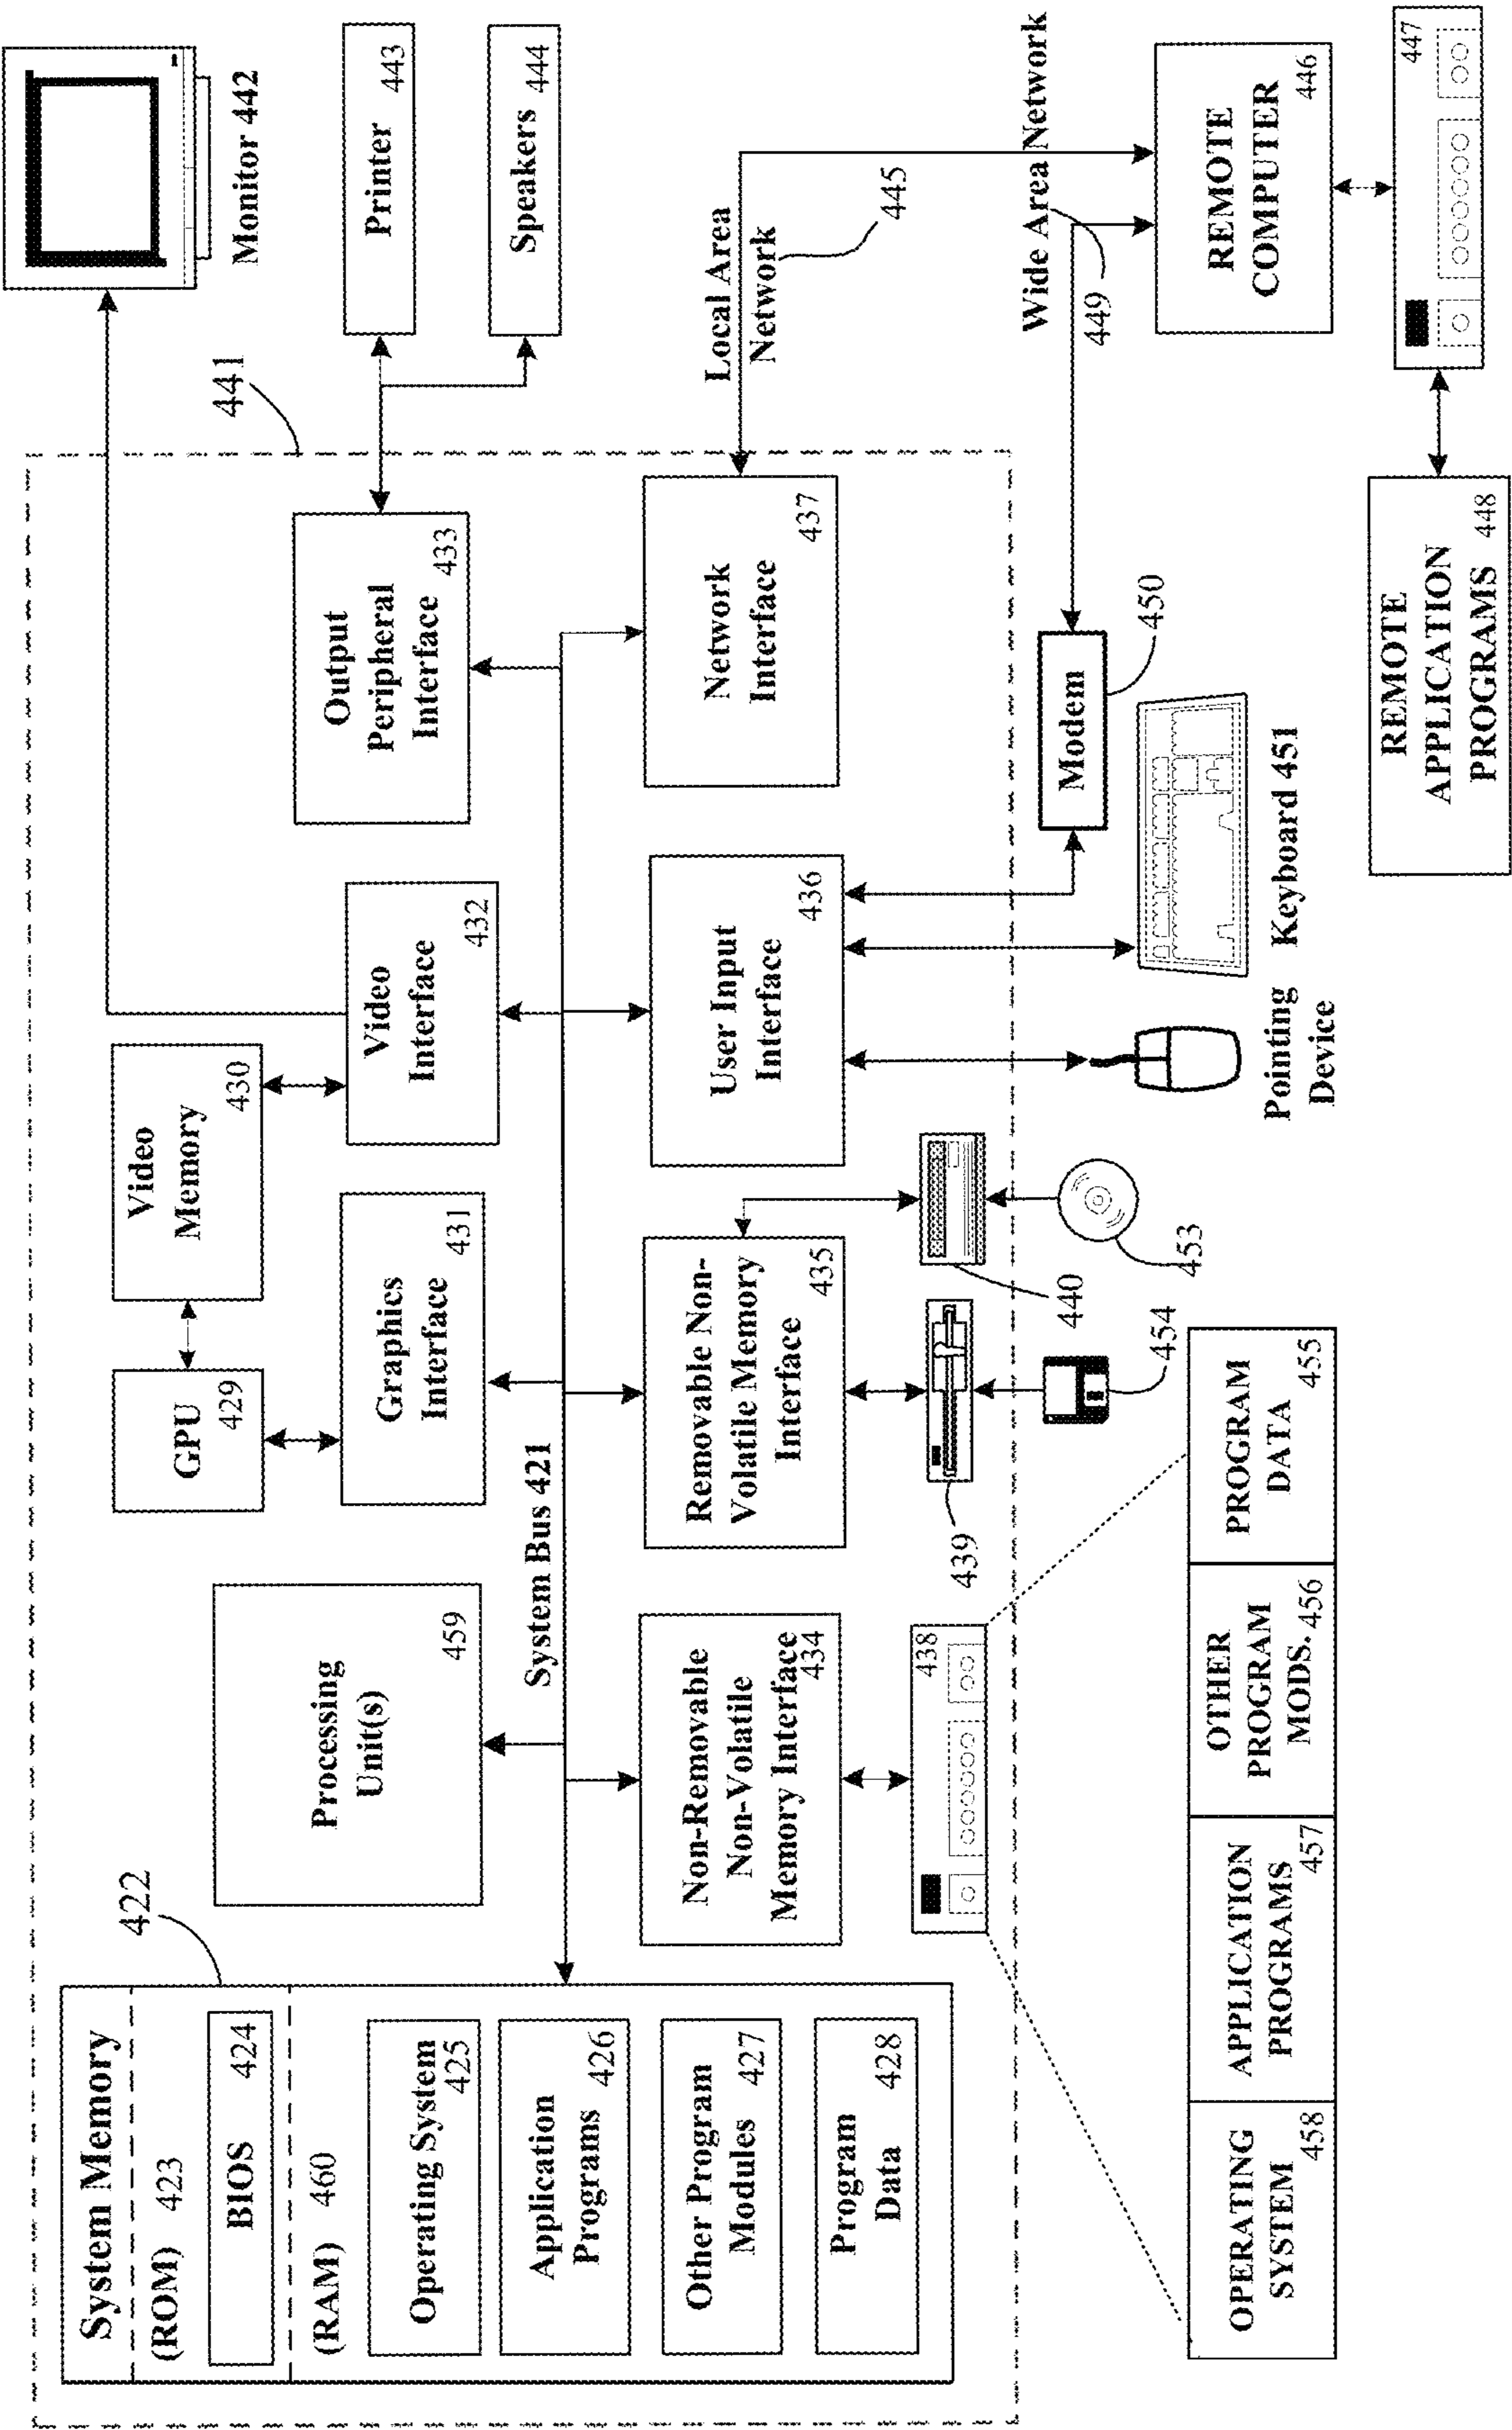 System Memory
(ROM) 423
BIOS 424
(RAM) 460
Operating System
425
Application
Programs 426
Other Program
Modules 427
Program
Data 428
422
Processing
Unit(s)
459
GPU
429
Video
Memory
430
Graphics
Interface
431
Video
Interface
432
Output
Peripheral
Interface
433
441
Monitor 442
Printer
443
Speakers
444
System Bus 421
Non-Removable
Non-Volatile
Memory Interface
434
Removable Non-
Volatile Memory
Interface
435
User Input
Interface
436
Network
Interface
437
Local Area
Network
445
438
439
440
454
453
Pointing
Device
Keyboard 451
Modem
450
Wide Area Network
449
REMOTE
COMPUTER
446
447
REMOTE
APPLICATION
PROGRAMS 448
OPERATING
SYSTEM
458
APPLICATION
PROGRAMS
457
OTHER
PROGRAM
MODS. 456
PROGRAM
DATA
455